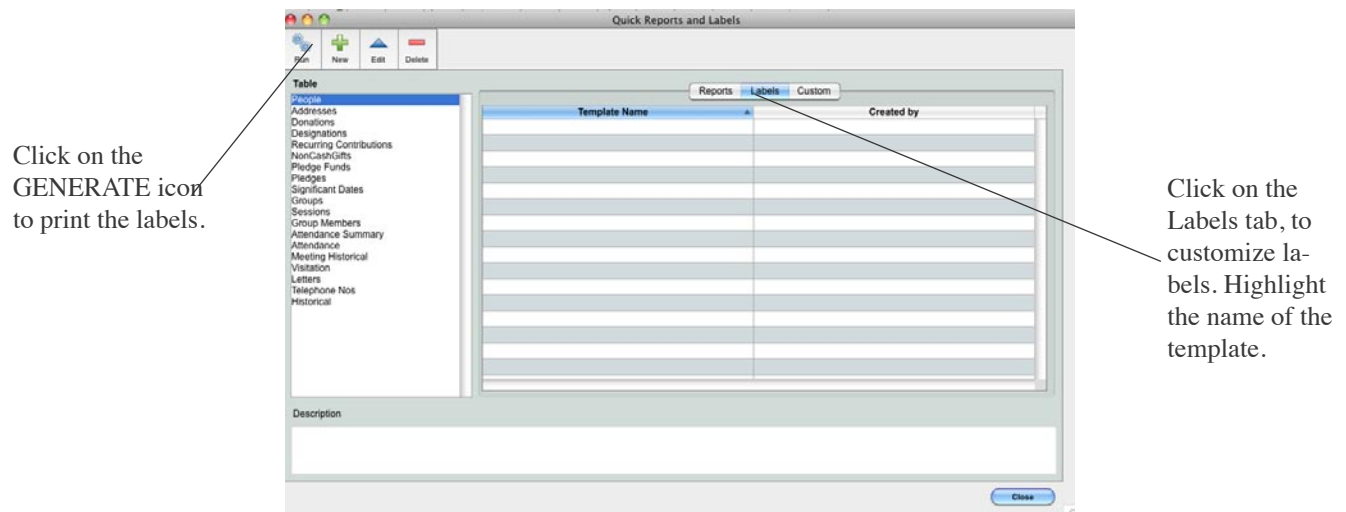 Quick Reports and Labels
Run New Edit Delete
Table
Reports Labels Custom
People
Addresses
Donations
Designations
Recurring Contributions
NonCashGifts
Pledge Funds
Pledges
Significant Dates
Groups
Sessions
Group Members
Attendance Summary
Attendance
Meeting Historical
Visitation
Letters
Telephone Nos
Historical
Template Name Created by
Description
Close
Click on the
GENERATE icon
to print the labels.
Click on the
Labels tab, to
customize la-
bels. Highlight
the name of the
template.